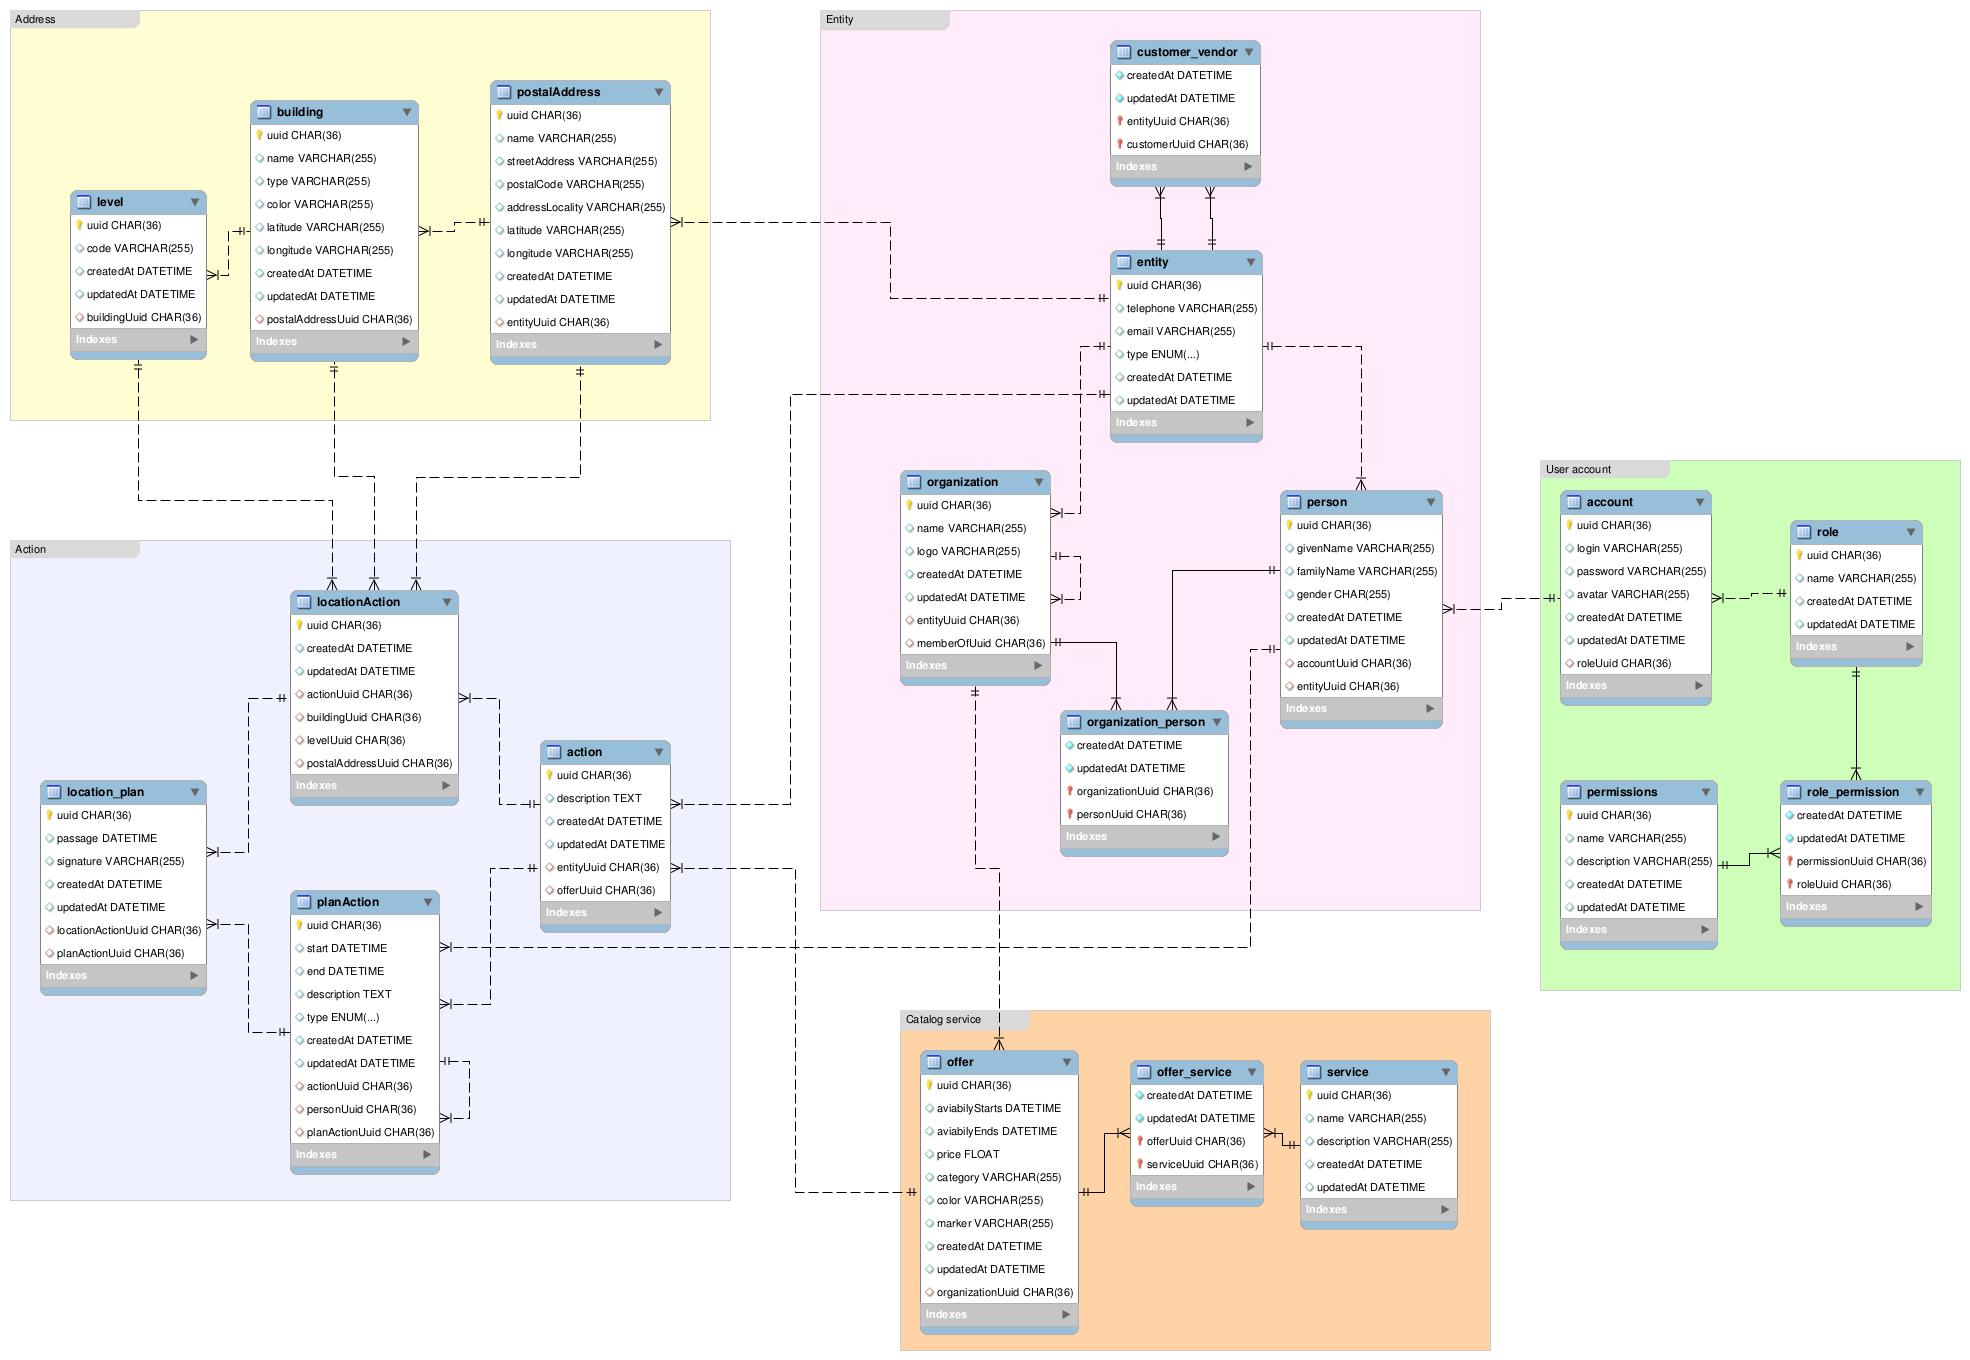 Address
level
uuid CHAR(36)
code VARCHAR(255)
createdAt DATETIME
updatedAt DATETIME
buildingUuid CHAR(36)
Indexes
building
uuid CHAR(36)
name VARCHAR(255)
type VARCHAR(255)
color VARCHAR(255)
latitude VARCHAR(255)
longitude VARCHAR(255)
createdAt DATETIME
updatedAt DATETIME
postalAddressUuid CHAR(36)
Indexes
postalAddress
uuid CHAR(36)
name VARCHAR(255)
streetAddress VARCHAR(255)
postalCode VARCHAR(255)
addressLocality VARCHAR(255)
latitude VARCHAR(255)
longitude VARCHAR(255)
createdAt DATETIME
updatedAt DATETIME
entityUuid CHAR(36)
Indexes
Entity
customer_vendor
createdAt DATETIME
updatedAt DATETIME
entityUuid CHAR(36)
customerUuid CHAR(36)
Indexes
entity
uuid CHAR(36)
telephone VARCHAR(255)
email VARCHAR(255)
type ENUM(...)
createdAt DATETIME
updatedAt DATETIME
Indexes
organization
uuid CHAR(36)
name VARCHAR(255)
logo VARCHAR(255)
createdAt DATETIME
updatedAt DATETIME
entityUuid CHAR(36)
memberOfUuid CHAR(36)
Indexes
person
uuid CHAR(36)
givenName VARCHAR(255)
familyName VARCHAR(255)
gender CHAR(255)
createdAt DATETIME
updatedAt DATETIME
accountUuid CHAR(36)
entityUuid CHAR(36)
Indexes
organization_person
createdAt DATETIME
updatedAt DATETIME
organizationUuid CHAR(36)
personUuid CHAR(36)
Indexes
User account
account
uuid CHAR(36)
login VARCHAR(255)
password VARCHAR(255)
avatar VARCHAR(255)
createdAt DATETIME
updatedAt DATETIME
roleUuid CHAR(36)
Indexes
role
uuid CHAR(36)
name VARCHAR(255)
createdAt DATETIME
updatedAt DATETIME
Indexes
permissions
uuid CHAR(36)
name VARCHAR(255)
description VARCHAR(255)
createdAt DATETIME
updatedAt DATETIME
Indexes
role_permission
createdAt DATETIME
updatedAt DATETIME
permissionUuid CHAR(36)
roleUuid CHAR(36)
Indexes
Action
locationAction
uuid CHAR(36)
createdAt DATETIME
updatedAt DATETIME
actionUuid CHAR(36)
buildingUuid CHAR(36)
levelUuid CHAR(36)
postalAddressUuid CHAR(36)
Indexes
action
uuid CHAR(36)
description TEXT
createdAt DATETIME
updatedAt DATETIME
entityUuid CHAR(36)
offerUuid CHAR(36)
Indexes
location_plan
uuid CHAR(36)
passage DATETIME
signature VARCHAR(255)
createdAt DATETIME
updatedAt DATETIME
locationActionUuid CHAR(36)
planActionUuid CHAR(36)
Indexes
planAction
uuid CHAR(36)
start DATETIME
end DATETIME
description TEXT
type ENUM(...)
createdAt DATETIME
updatedAt DATETIME
actionUuid CHAR(36)
personUuid CHAR(36)
planActionUuid CHAR(36)
Indexes
Catalog service
offer
uuid CHAR(36)
aviabilyStarts DATETIME
aviabilyEnds DATETIME
price FLOAT
category VARCHAR(255)
color VARCHAR(255)
marker VARCHAR(255)
createdAt DATETIME
updatedAt DATETIME
organizationUuid CHAR(36)
Indexes
offer_service
createdAt DATETIME
updatedAt DATETIME
offerUuid CHAR(36)
serviceUuid CHAR(36)
Indexes
service
uuid CHAR(36)
name VARCHAR(255)
description VARCHAR(255)
createdAt DATETIME
updatedAt DATETIME
Indexes